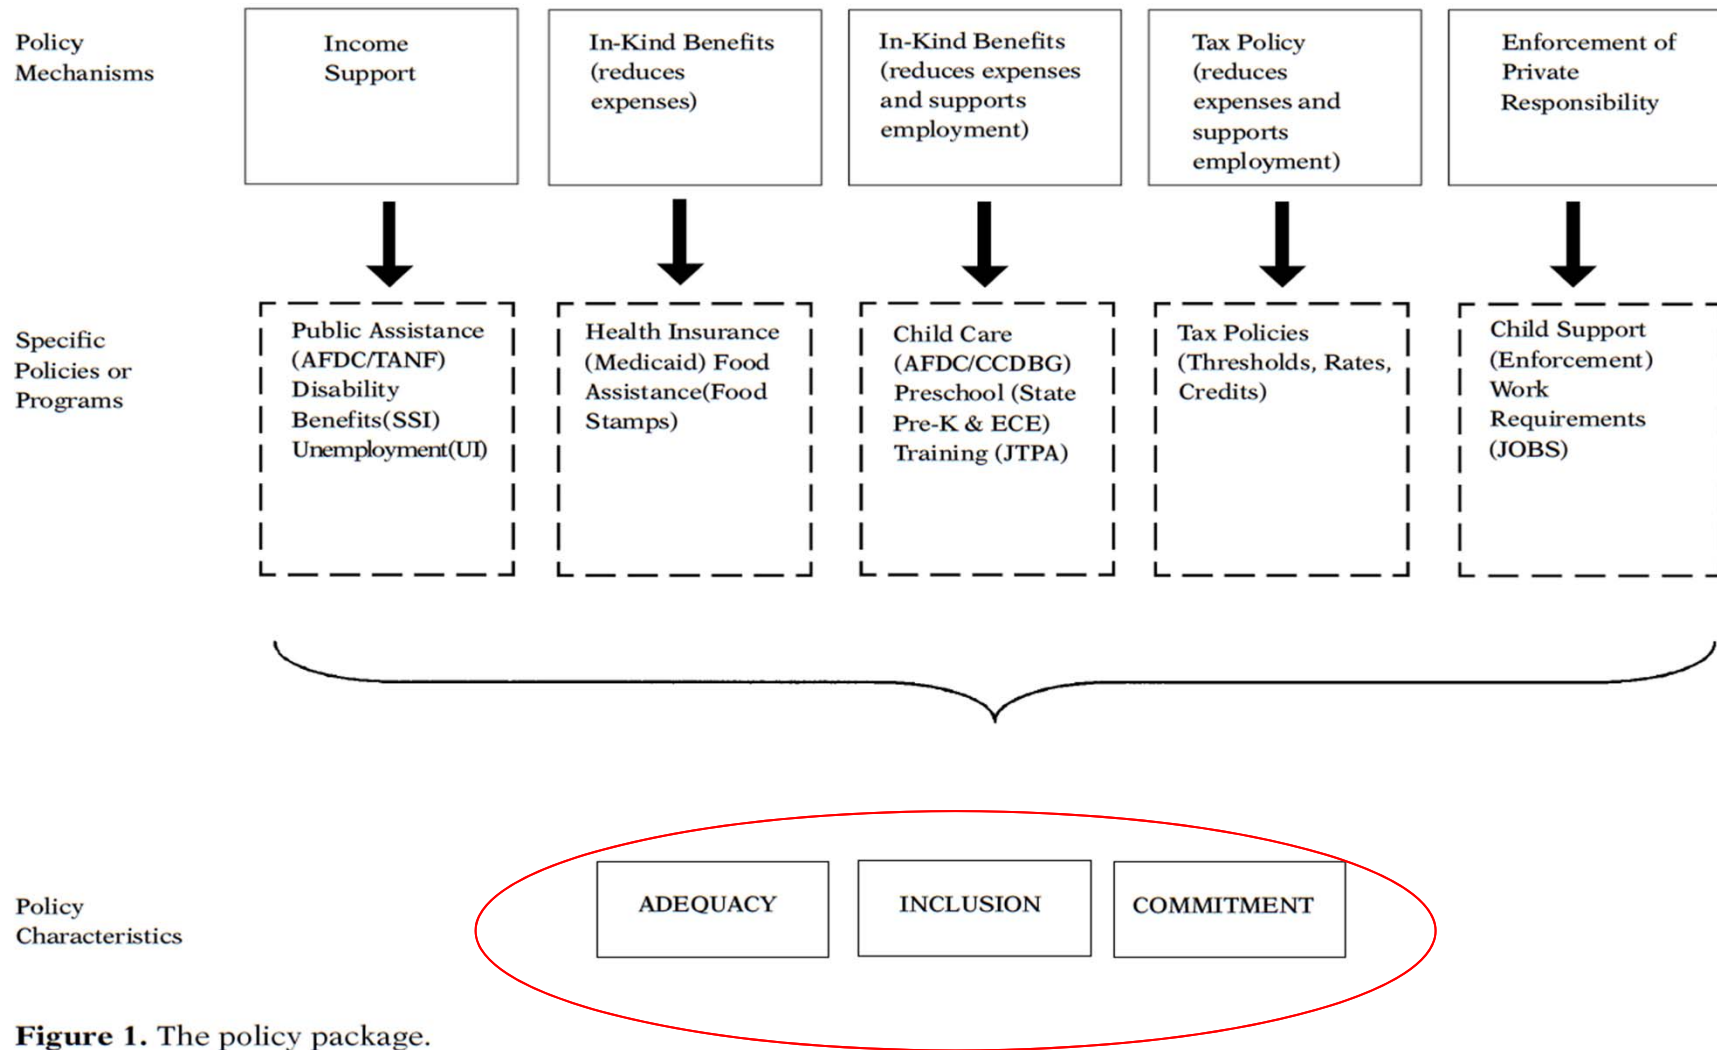 Policy
Mechanisms
Income
Support
In-Kind Benefits
(reduces
expenses)
In-Kind Benefits
(reduces expenses
and supports
employment)
Tax Policy
(reduces
expenses and
supports
employment)
Enforcement of
Private
Responsibility
Specific
Policies or
Programs
Public Assistance
(AFDC/TANF)
Disability
Benefits(SSI)
Unemployment(UI)
Health Insurance
(Medicaid) Food
Assistance(Food
Stamps)
Child Care
(AFDC/CCDBG)
Preschool (State
Pre-K & ECE)
Training (JTPA)
Tax Policies
(Thresholds, Rates,
Credits)
Child Support
(Enforcement)
Work
Requirements
(JOBS)
Policy
Characteristics
ADEQUACY
INCLUSION
COMMITMENT
Figure 1. The policy package.